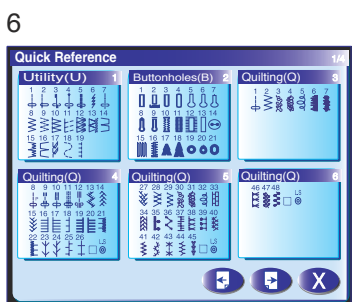 6
Quick Reference 1/4
Utility(U) 1
1 2 3 4 5 6 7
8 9 10 11 12 13 14
15 16 17 18 19
Buttonholes(B) 2
1 2 3 4 5 6 7
8 9 10 11 12 13 14
15 16 17 18 19 20 21
Quilting(Q) 3
1 2 3 4 5 6 7
Quilting(Q) 4
8 9 10 11 12 13 14
15 16 17 18 19 20 21
22 23 24 25 26 LS
Quilting(Q) 5
27 28 29 30 31 32 33
34 35 36 37 38 39 40
41 42 43 44 45 LS
Quilting(Q) 6
46 47 48 LS
X